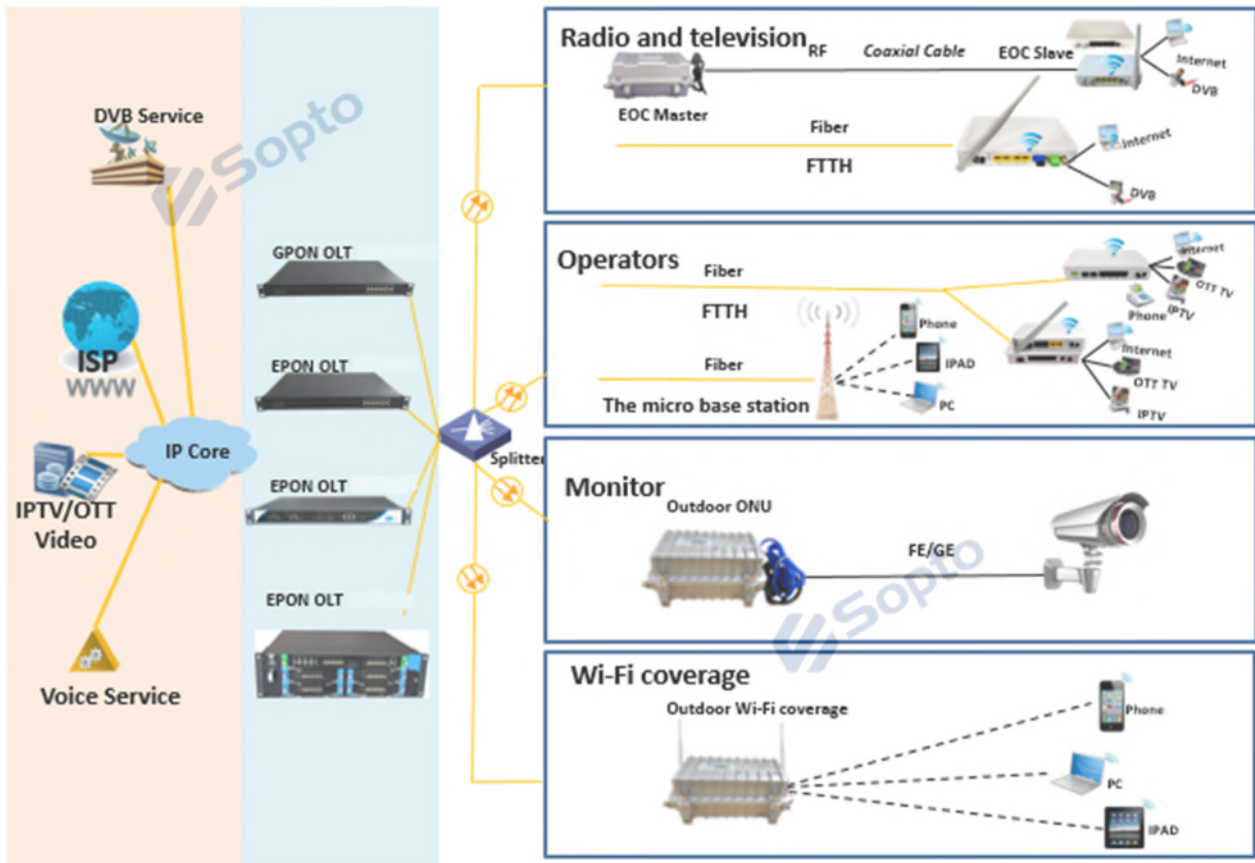 DVB Service
Sopto
ISP
WWW
IP Core
IPTV/OTT
Video
Voice Service
GPON OLT
EPON OLT
EPON OLT
EPON OLT
Splitter
Radio and television
RF
Coaxial Cable
EOC Slave
Internet
DVB
EOC Master
Fiber
FTTH
Internet
DVB
Operators
Fiber
FTTH
Internet
OTT TV
IPTV
Phone
Phone
IPAD
PC
Internet
OTT TV
IPTV
Fiber
The micro base station
Monitor
Outdoor ONU
FE/GE
Sopto
Wi-Fi coverage
Outdoor Wi-Fi coverage
Phone
PC
IPAD